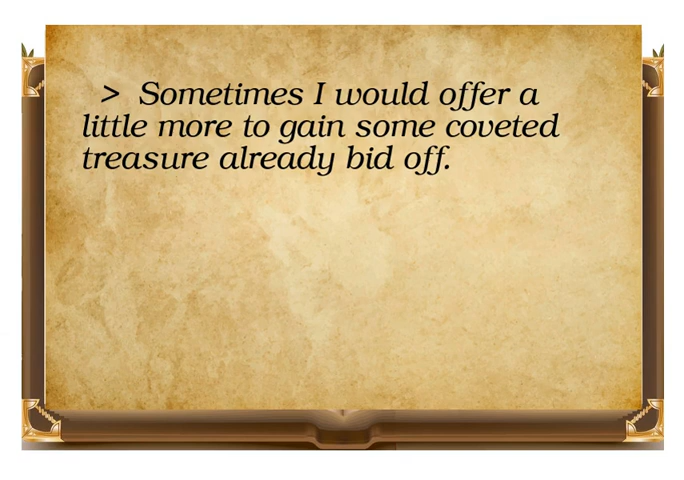 > Sometimes I would offer a
little more to gain some coveted
treasure already bid off.